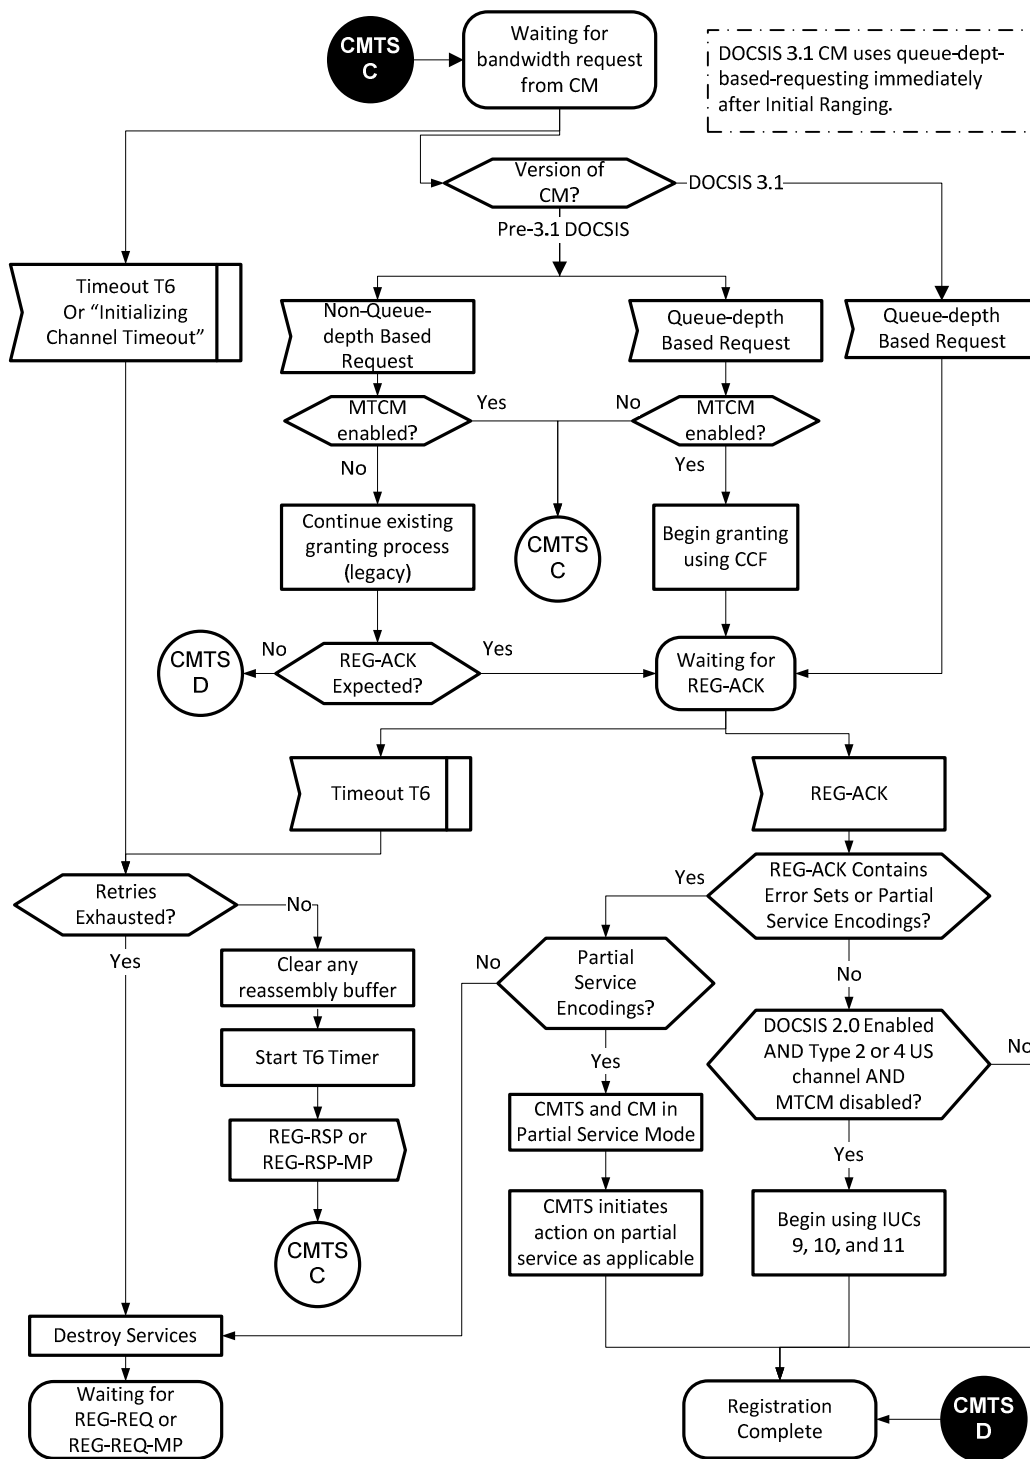 CMTS
C
Waiting for
bandwidth request
from CM
DOCSIS 3.1 CM uses queue-dept-
based-requesting immediately
after Initial Ranging.
Version of
CM?
DOCSIS 3.1
Pre-3.1 DOCSIS
Timeout T6
Or “Initializing
Channel Timeout”
Non-Queue-
depth Based
Request
Queue-depth
Based Request
Queue-depth
Based Request
MTCM
enabled?
Yes
No
MTCM
enabled?
No
Yes
Continue existing
granting process
(legacy)
CMTS
C
Begin granting
using CCF
CMTS
D
No
REG-ACK
Expected?
Yes
Waiting for
REG-ACK
Timeout T6
REG-ACK
Retries
Exhausted?
No
Yes
REG-ACK Contains
Error Sets or Partial
Service Encodings?
Yes
Clear any
reassembly buffer
No
Partial
Service
Encodings?
No
Start T6 Timer
Yes
DOCSIS 2.0 Enabled
AND Type 2 or 4 US
channel AND
MTCM disabled?
No
REG-RSP or
REG-RSP-MP
CMTS and CM in
Partial Service Mode
Yes
CMTS
C
CMTS initiates
action on partial
service as applicable
Begin using IUCs
9, 10, and 11
Destroy Services
Waiting for
REG-REQ or
REG-REQ-MP
Registration
Complete
CMTS
D